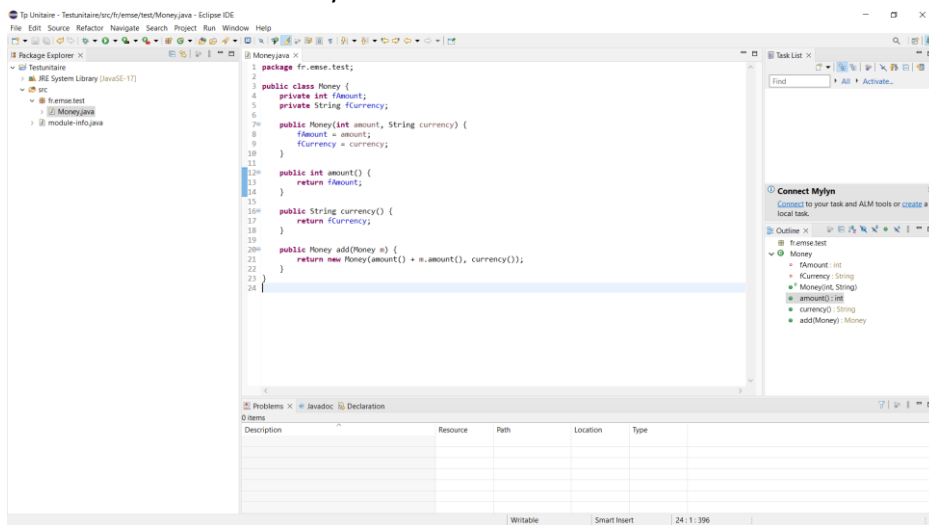 Tp Unitaire - Testunitaire/src/fr/emse/test/Money.java - Eclipse IDE
File Edit Source Refactor Navigate Search Project Run Window Help
Package Explorer
Testunitaire
JRE System Library [JavaSE-17]
src
fr.emse.test
Money.java
module-info.java
Money.java
1 package fr.emse.test;
2
3 public class Money {
4 private int fAmount;
5 private String fCurrency;
6
7 public Money(int amount, String currency) {
8 fAmount = amount;
9 fCurrency = currency;
10 }
11
12 public int amount() {
13 return fAmount;
14 }
15
16 public String currency() {
17 return fCurrency;
18 }
19
20 public Money add(Money m) {
21 return new Money(amount() + m.amount(), currency());
22 }
23 }
24
Task List
Find All Activate...
Connect Mylyn
Connect to your task and ALM tools or create a
local task.
Outline
fr.emse.test
Money
fAmount : int
fCurrency : String
Money(int, String)
amount() : int
currency() : String
add(Money) : Money
Problems Javadoc Declaration
0 items
Description Resource Path Location Type
Writable Smart Insert 24 : 1 : 396